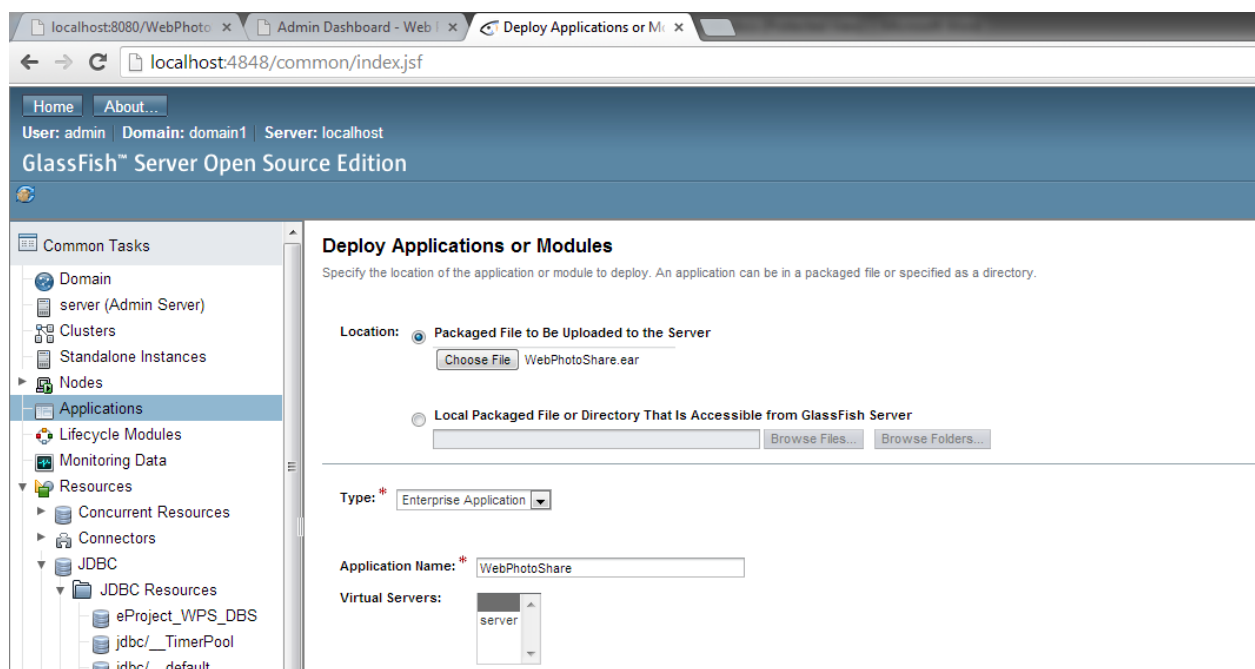 localhost:8080/WebPhoto
Admin Dashboard - Web
Deploy Applications or M
localhost:4848/common/index.jsf
Home About...
User: admin Domain: domain1 Server: localhost
GlassFish™ Server Open Source Edition
Common Tasks
Domain
server (Admin Server)
Clusters
Standalone Instances
Nodes
Applications
Lifecycle Modules
Monitoring Data
Resources
Concurrent Resources
Connectors
JDBC
JDBC Resources
eProject_WPS_DBS
jdbc/__TimerPool
jdbc/__default
Deploy Applications or Modules
Specify the location of the application or module to deploy. An application can be in a packaged file or specified as a directory.
Location: Packaged File to Be Uploaded to the Server
Choose File WebPhotoShare.ear
Local Packaged File or Directory That Is Accessible from GlassFish Server
Browse Files... Browse Folders...
Type: * Enterprise Application
Application Name: * WebPhotoShare
Virtual Servers:
server